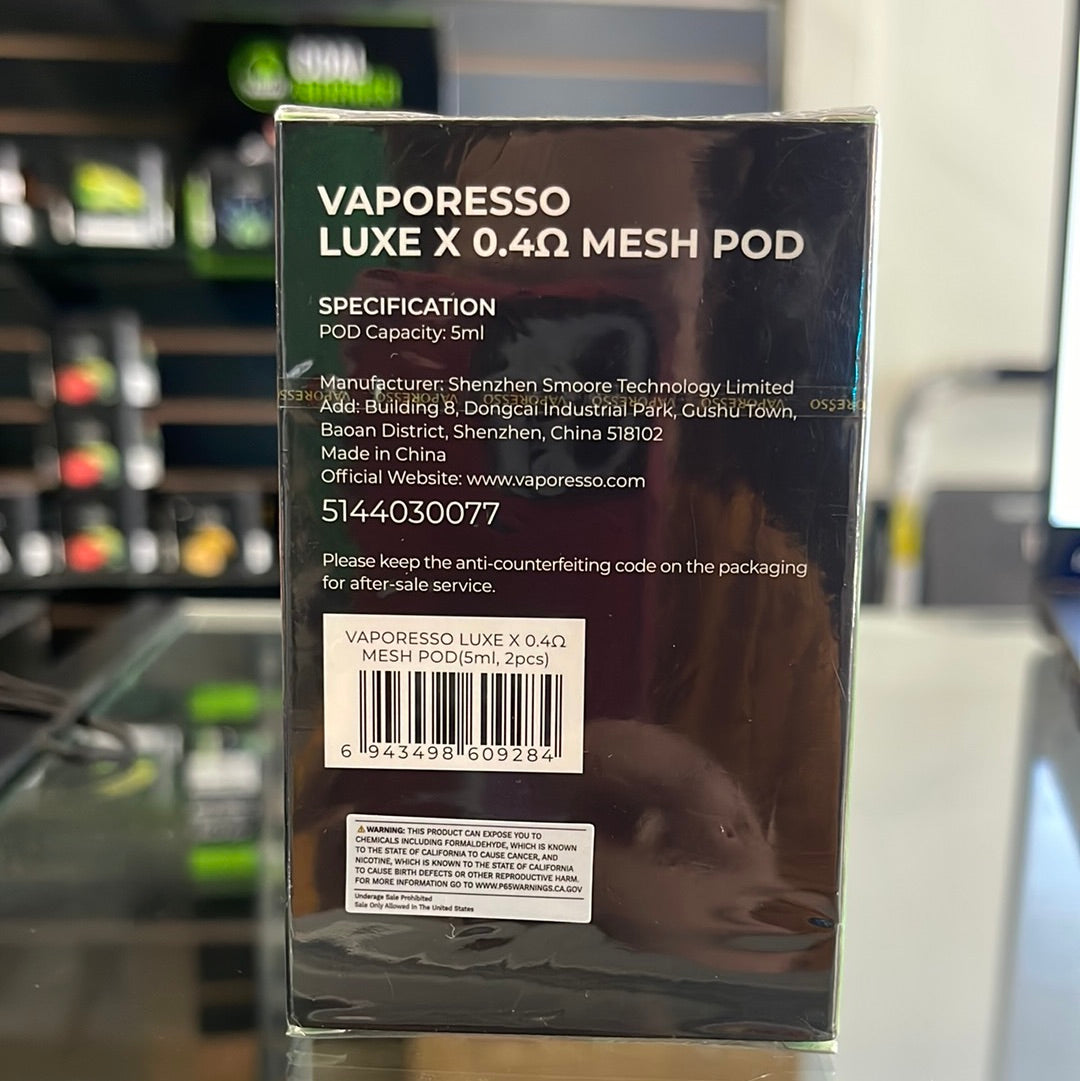 VAPORESSO
LUXE X 0.4Ω MESH POD
SPECIFICATION
POD Capacity: 5ml
Manufacturer: Shenzhen Smoore Technology Limited
VAPORESSO VAPORESSO VAPORESSO VAPORESSO VAPORESSO
Add: Building 8, Dongcai Industrial Park, Gushu Town,
Baoan District, Shenzhen, China 518102
Made in China
Official Website: www.vaporesso.com
5144030077
Please keep the anti-counterfeiting code on the packaging
for after-sale service.
VAPORESSO LUXE X 0.4Ω
MESH POD(5ml, 2pcs)
6 943498 609284
⚠ WARNING: THIS PRODUCT CAN EXPOSE YOU TO
CHEMICALS INCLUDING FORMALDEHYDE, WHICH IS KNOWN
TO THE STATE OF CALIFORNIA TO CAUSE CANCER, AND
NICOTINE, WHICH IS KNOWN TO THE STATE OF CALIFORNIA
TO CAUSE BIRTH DEFECTS OR OTHER REPRODUCTIVE HARM.
FOR MORE INFORMATION GO TO WWW.P65WARNINGS.CA.GOV
Underage Sale Prohibited
Sale Only Allowed In The United States